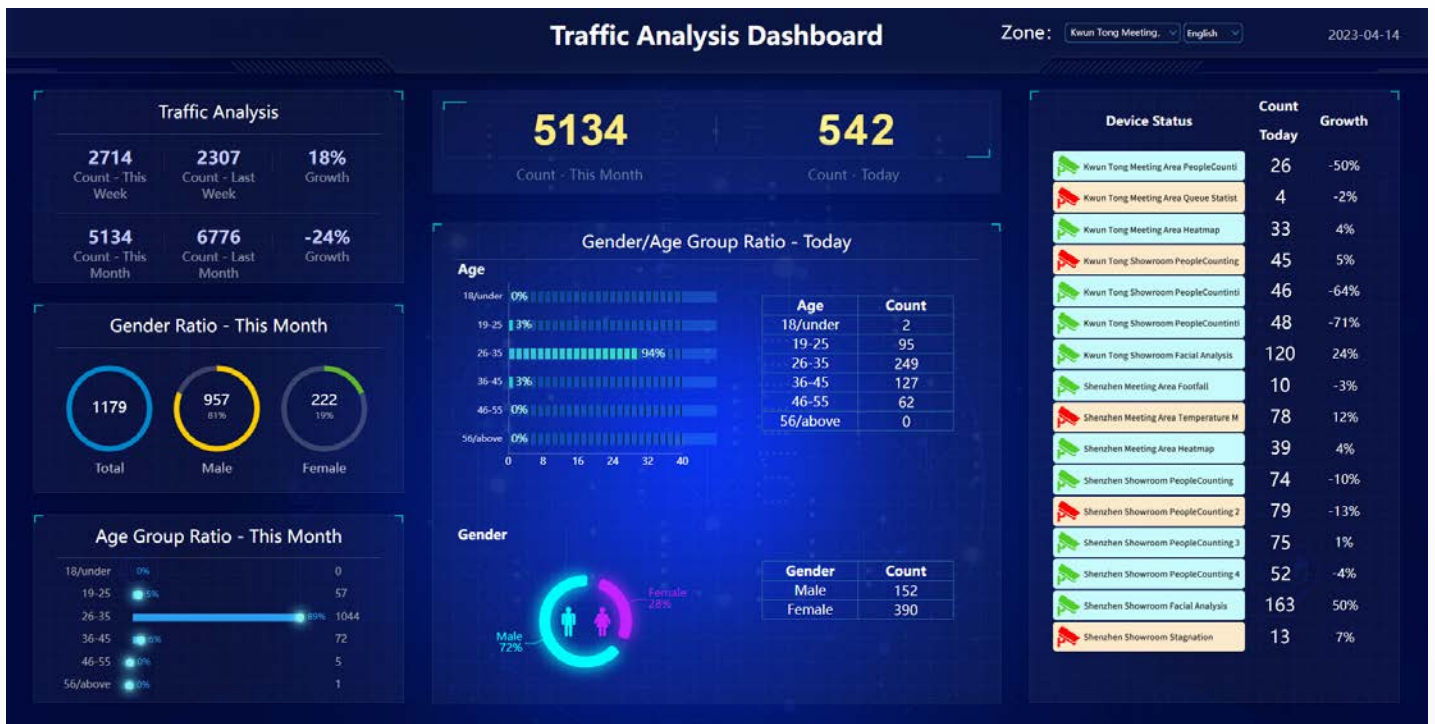 Traffic Analysis Dashboard
Zone:
Kwun Tong Meeting,
English
2023-04-14
Traffic Analysis
2714 2307 18%
Count - This Week
Count - Last Week
Growth
5134 6776 -24%
Count - This Month
Count - Last Month
Growth
Gender Ratio - This Month
1179
957
81%
222
19%
Total Male Female
Age Group Ratio - This Month
18/under 0% 0
19-25 5% 57
26-35 89% 1044
36-45 6% 72
46-55 0% 5
56/above 0% 1
5134 542
Count - This Month Count - Today
Gender/Age Group Ratio - Today
Age
18/under 0%
19-25 3%
26-35 94%
36-45 3%
46-55 0%
56/above 0%
0 8 16 24 32 40
Age Count
18/under 2
19-25 95
26-35 249
36-45 127
46-55 62
56/above 0
Gender
Female
28%
Male
72%
Gender Count
Male 152
Female 390
Device Status Count Today Growth
Kwun Tong Meeting Area PeopleCounti 26 -50%
Kwun Tong Meeting Area Queue Statist 4 -2%
Kwun Tong Meeting Area Heatmap 33 4%
Kwun Tong Showroom PeopleCounting 45 5%
Kwun Tong Showroom PeopleCountinti 46 -64%
Kwun Tong Showroom PeopleCountinti 48 -71%
Kwun Tong Showroom Facial Analysis 120 24%
Shenzhen Meeting Area Footfall 10 -3%
Shenzhen Meeting Area Temperature M 78 12%
Shenzhen Meeting Area Heatmap 39 4%
Shenzhen Showroom PeopleCounting 74 -10%
Shenzhen Showroom PeopleCounting 2 79 -13%
Shenzhen Showroom PeopleCounting 3 75 1%
Shenzhen Showroom PeopleCounting 4 52 -4%
Shenzhen Showroom Facial Analysis 163 50%
Shenzhen Showroom Stagnation 13 7%